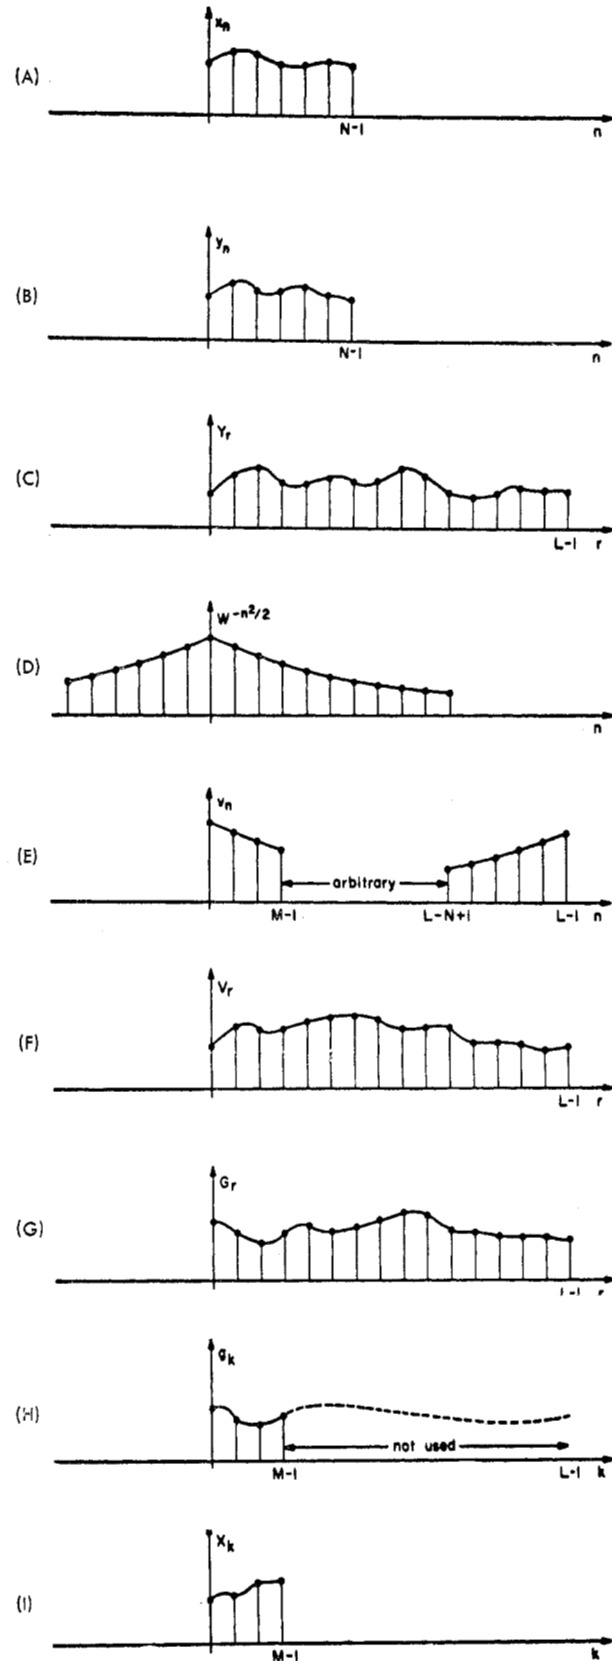 (A)
xn
N-1
n
(B)
yn
N-1
n
(C)
Yr
L-1 r
(D)
W^-n²/2
n
(E)
vn
arbitrary
M-1
L-N+1
L-1 n
(F)
Vr
L-1 r
(G)
Gr
L-1 r
(H)
gk
not used
M-1
L-1 k
(I)
Xk
M-1
k